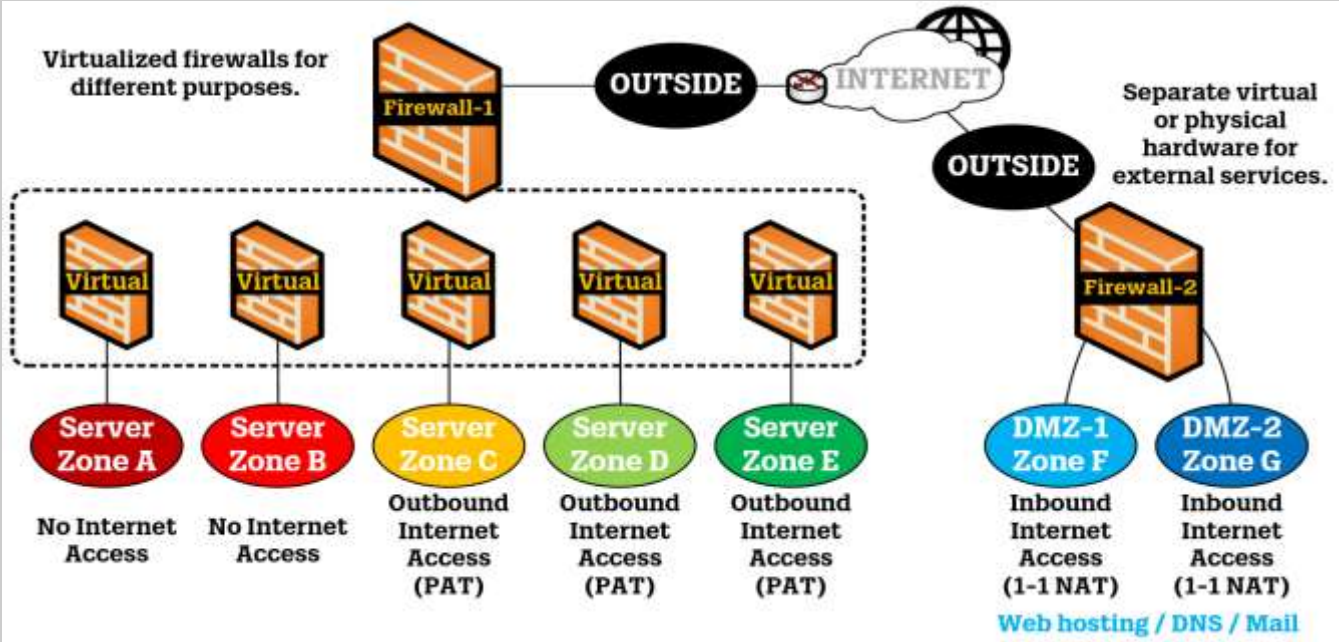 Virtualized firewalls for
different purposes.
Firewall-1
OUTSIDE
INTERNET
Separate virtual
or physical
hardware for
external services.
OUTSIDE
Firewall-2
Virtual
Virtual
Virtual
Virtual
Virtual
Server
Zone A
No Internet
Access
Server
Zone B
No Internet
Access
Server
Zone C
Outbound
Internet
Access
(PAT)
Server
Zone D
Outbound
Internet
Access
(PAT)
Server
Zone E
Outbound
Internet
Access
(PAT)
DMZ-1
Zone F
Inbound
Internet
Access
(1-1 NAT)
DMZ-2
Zone G
Inbound
Internet
Access
(1-1 NAT)
Web hosting / DNS / Mail